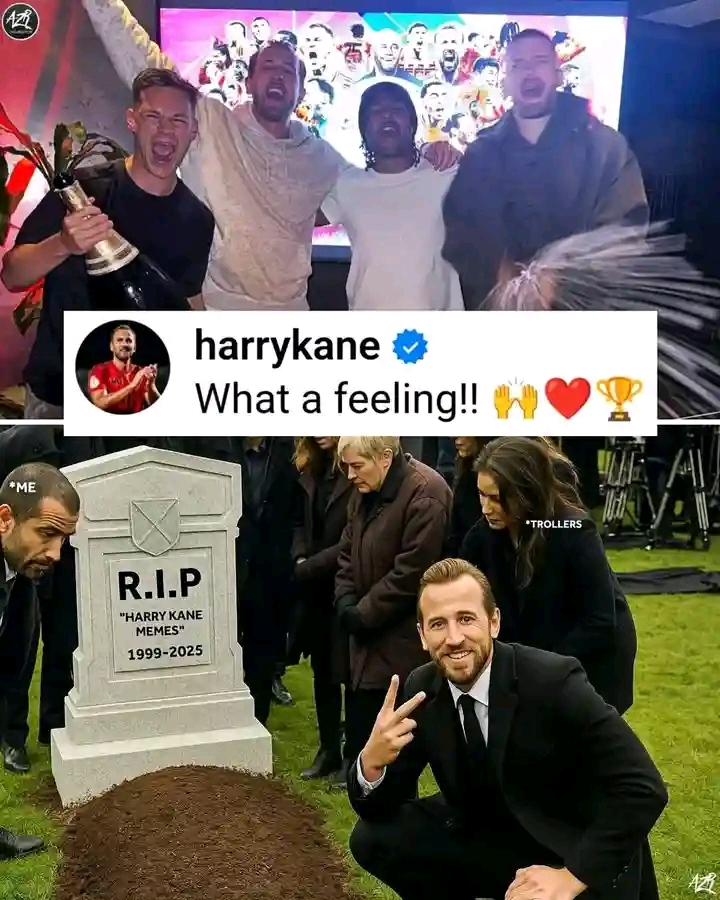 AZR
harrykane
What a feeling!! 🙌❤️🏆
*ME
*TROLLERS
R.I.P
"HARRY KANE
MEMES"
1999-2025
AZR